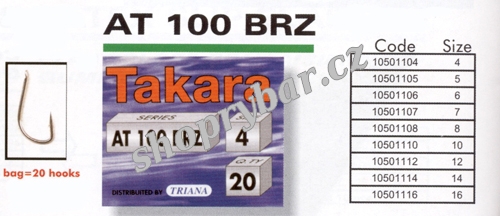 AT 100 BRZ
Takara
SERIES
AT 100 BRZ
4
Q.TY
20
DISTRIBUTED BY TRIANA
bag=20 hooks
Code Size
10501104 4
10501105 5
10501106 6
10501107 7
10501108 8
10501110 10
10501112 12
10501114 14
10501116 16
shoprybar.cz